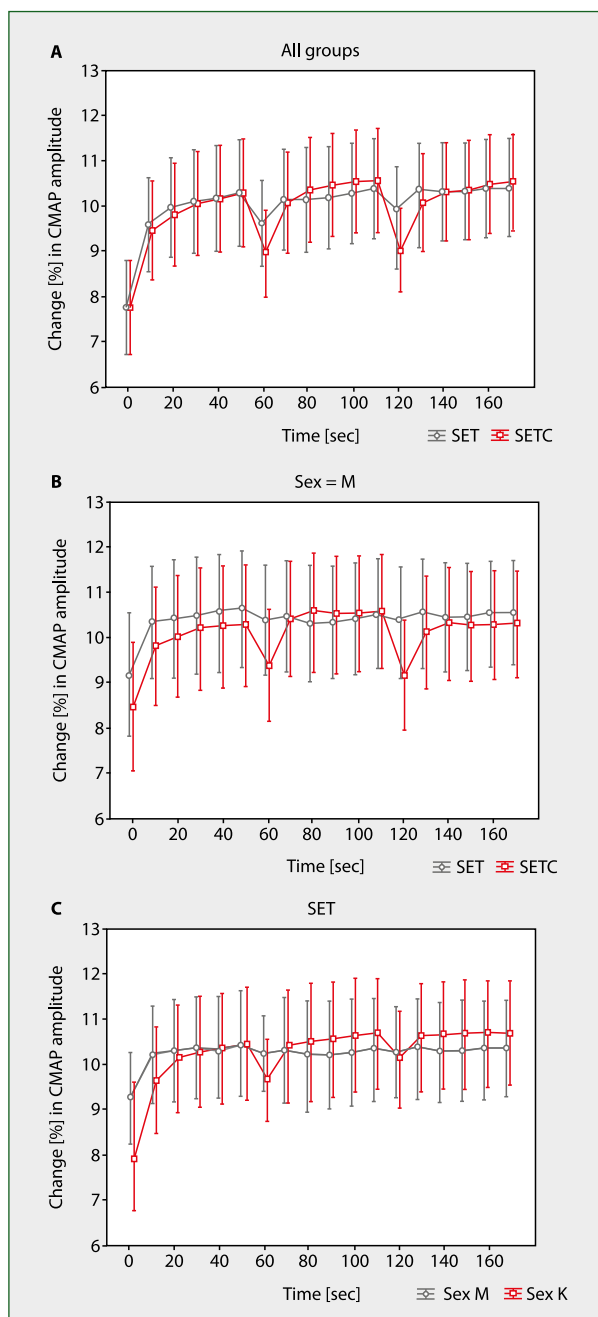 A
All groups
Change [%] in CMAP amplitude
13
12
11
10
9
8
7
6
0 20 40 60 80 100 120 140 160
Time [sec]
SET SETC
B
Sex = M
Change [%] in CMAP amplitude
13
12
11
10
9
8
7
6
0 20 40 60 80 100 120 140 160
Time [sec]
SET SETC
C
SET
Change [%] in CMAP amplitude
13
12
11
10
9
8
7
6
0 20 40 60 80 100 120 140 160
Time [sec]
Sex M Sex K